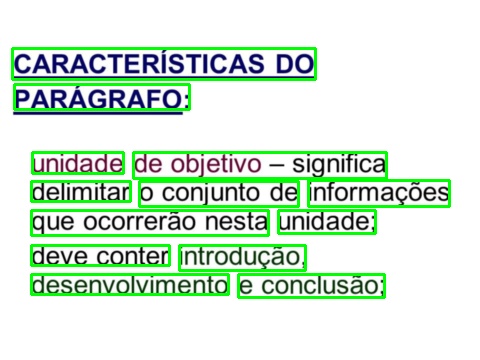 CARACTERÍSTICAS DO
PARÁGRAFO:
unidade de objetivo – significa
delimitar o conjunto de informações
que ocorrerão nesta unidade;
deve conter introdução,
desenvolvimento e conclusão;